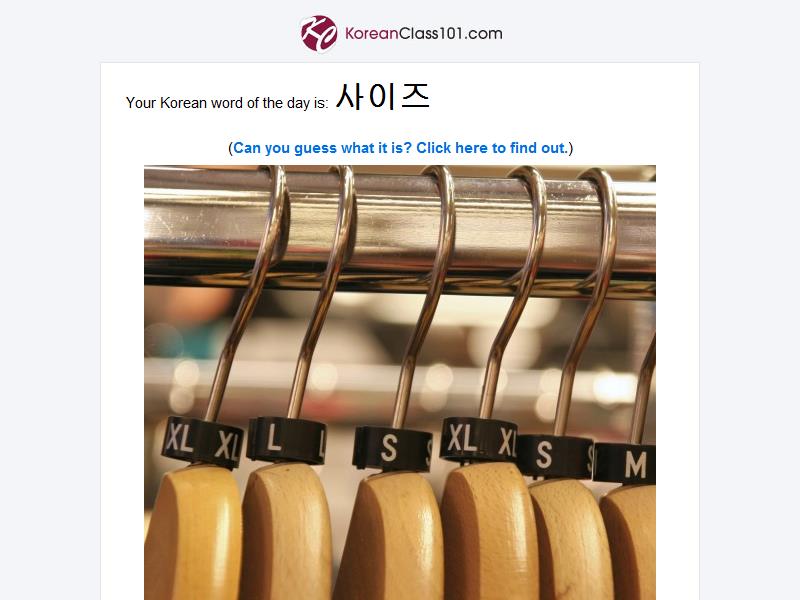 KoreanClass101.com
Your Korean word of the day is: 사이즈
(Can you guess what it is? Click here to find out.)
XL XL L L S S XL XL S S M